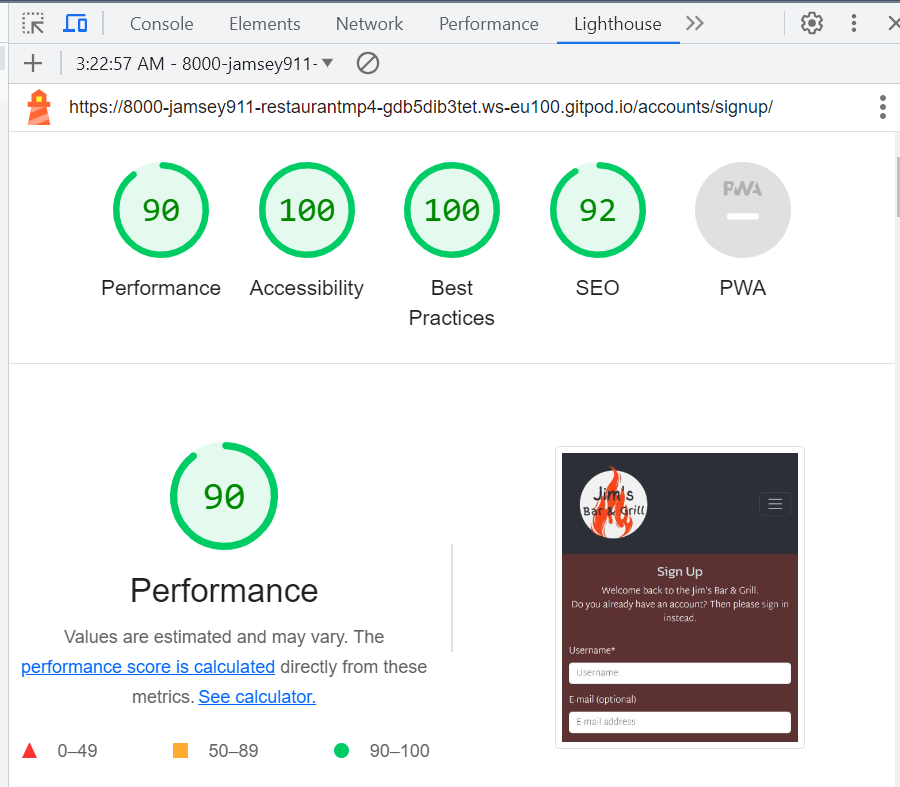 Console Elements Network Performance Lighthouse
3:22:57 AM - 8000-jamsey911-
https://8000-jamsey911-restaurantmp4-gdb5dib3tet.ws-eu100.gitpod.io/accounts/signup/
90 100 100 92 PWA
Performance Accessibility Best Practices SEO PWA
90
Performance
Values are estimated and may vary. The
performance score is calculated directly from these
metrics. See calculator.
0–49 50–89 90–100
Jim's
Bar & Grill
Sign Up
Welcome back to the Jim's Bar & Grill,
Do you already have an account? Then please sign in
instead.
Username*
Username
E-mail (optional)
E-mail address